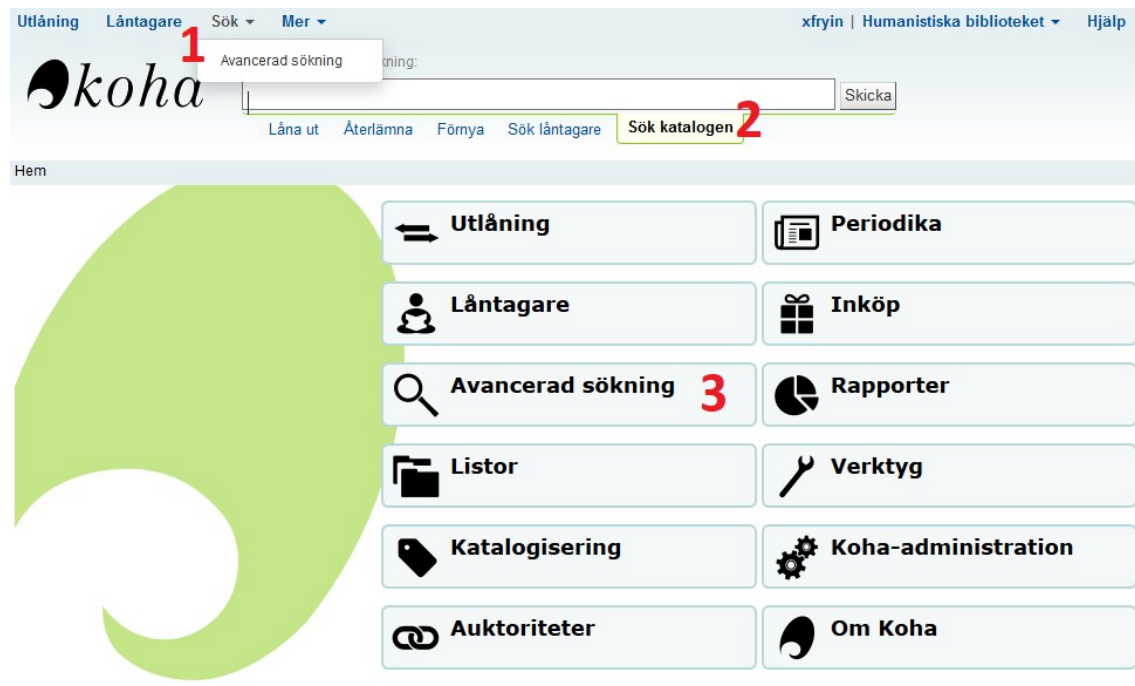 Utlåning Låntagare Sök Mer xfryin | Humanistiska biblioteket Hjälp
1
Avancerad sökning kning:
koha
Skicka
Låna ut Återlämna Förnya Sök låntagare Sök katalogen 2
Hem
Utlåning Periodika
Låntagare Inköp
Avancerad sökning 3 Rapporter
Listor Verktyg
Katalogisering Koha-administration
Auktoriteter Om Koha